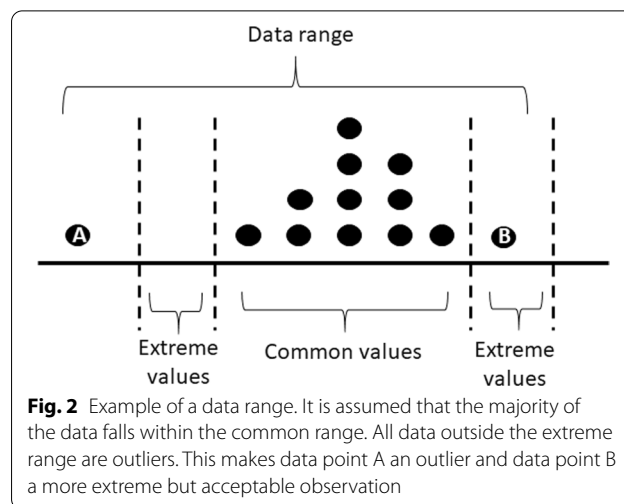 Data range
A
B
Extreme
values
Common values
Extreme
values
Fig. 2 Example of a data range. It is assumed that the majority of
the data falls within the common range. All data outside the extreme
range are outliers. This makes data point A an outlier and data point B
a more extreme but acceptable observation